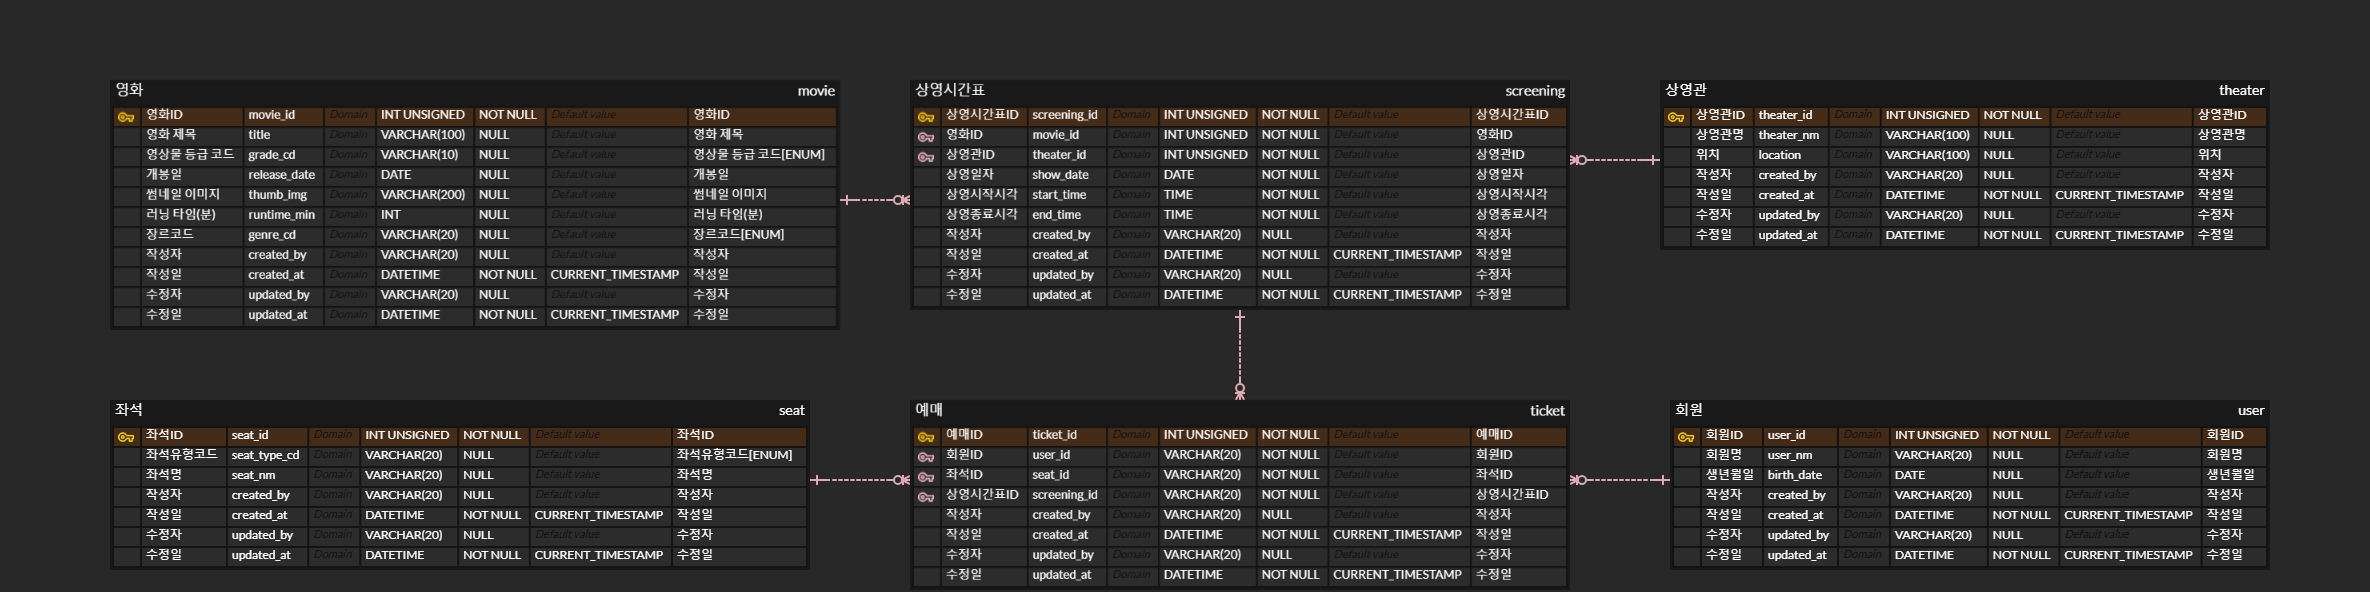 영화 movie
영화ID movie_id Domain INT UNSIGNED NOT NULL Default value 영화ID
영화 제목 title Domain VARCHAR(100) NULL Default value 영화 제목
영상물 등급 코드 grade_cd Domain VARCHAR(10) NULL Default value 영상물 등급 코드[ENUM]
개봉일 release_date Domain DATE NULL Default value 개봉일
썸네일 이미지 thumb_img Domain VARCHAR(200) NULL Default value 썸네일 이미지
러닝 타임(분) runtime_min Domain INT NULL Default value 러닝 타임(분)
장르코드 genre_cd Domain VARCHAR(20) NULL Default value 장르코드[ENUM]
작성자 created_by Domain VARCHAR(20) NULL Default value 작성자
작성일 created_at Domain DATETIME NOT NULL CURRENT_TIMESTAMP 작성일
수정자 updated_by Domain VARCHAR(20) NULL Default value 수정자
수정일 updated_at Domain DATETIME NOT NULL CURRENT_TIMESTAMP 수정일
상영시간표 screening
상영시간표ID screening_id Domain INT UNSIGNED NOT NULL Default value 상영시간표ID
영화ID movie_id Domain INT UNSIGNED NOT NULL Default value 영화ID
상영관ID theater_id Domain INT UNSIGNED NOT NULL Default value 상영관ID
상영일자 show_date Domain DATE NOT NULL Default value 상영일자
상영시작시각 start_time Domain TIME NOT NULL Default value 상영시작시각
상영종료시각 end_time Domain TIME NOT NULL Default value 상영종료시각
작성자 created_by Domain VARCHAR(20) NULL Default value 작성자
작성일 created_at Domain DATETIME NOT NULL CURRENT_TIMESTAMP 작성일
수정자 updated_by Domain VARCHAR(20) NULL Default value 수정자
수정일 updated_at Domain DATETIME NOT NULL CURRENT_TIMESTAMP 수정일
상영관 theater
상영관ID theater_id Domain INT UNSIGNED NOT NULL Default value 상영관ID
상영관명 theater_nm Domain VARCHAR(100) NULL Default value 상영관명
위치 location Domain VARCHAR(100) NULL Default value 위치
작성자 created_by Domain VARCHAR(20) NULL Default value 작성자
작성일 created_at Domain DATETIME NOT NULL CURRENT_TIMESTAMP 작성일
수정자 updated_by Domain VARCHAR(20) NULL Default value 수정자
수정일 updated_at Domain DATETIME NOT NULL CURRENT_TIMESTAMP 수정일
좌석 seat
좌석ID seat_id Domain INT UNSIGNED NOT NULL Default value 좌석ID
좌석유형코드 seat_type_cd Domain VARCHAR(20) NULL Default value 좌석유형코드[ENUM]
좌석명 seat_nm Domain VARCHAR(20) NULL Default value 좌석명
작성자 created_by Domain VARCHAR(20) NULL Default value 작성자
작성일 created_at Domain DATETIME NOT NULL CURRENT_TIMESTAMP 작성일
수정자 updated_by Domain VARCHAR(20) NULL Default value 수정자
수정일 updated_at Domain DATETIME NOT NULL CURRENT_TIMESTAMP 수정일
예매 ticket
예매ID ticket_id Domain INT UNSIGNED NOT NULL Default value 예매ID
회원ID user_id Domain VARCHAR(20) NOT NULL Default value 회원ID
좌석ID seat_id Domain VARCHAR(20) NOT NULL Default value 좌석ID
상영시간표ID screening_id Domain VARCHAR(20) NOT NULL Default value 상영시간표ID
작성자 created_by Domain VARCHAR(20) NULL Default value 작성자
작성일 created_at Domain DATETIME NOT NULL CURRENT_TIMESTAMP 작성일
수정자 updated_by Domain VARCHAR(20) NULL Default value 수정자
수정일 updated_at Domain DATETIME NOT NULL CURRENT_TIMESTAMP 수정일
회원 user
회원ID user_id Domain INT UNSIGNED NOT NULL Default value 회원ID
회원명 user_nm Domain VARCHAR(20) NULL Default value 회원명
생년월일 birth_date Domain DATE NULL Default value 생년월일
작성자 created_by Domain VARCHAR(20) NULL Default value 작성자
작성일 created_at Domain DATETIME NOT NULL CURRENT_TIMESTAMP 작성일
수정자 updated_by Domain VARCHAR(20) NULL Default value 수정자
수정일 updated_at Domain DATETIME NOT NULL CURRENT_TIMESTAMP 수정일